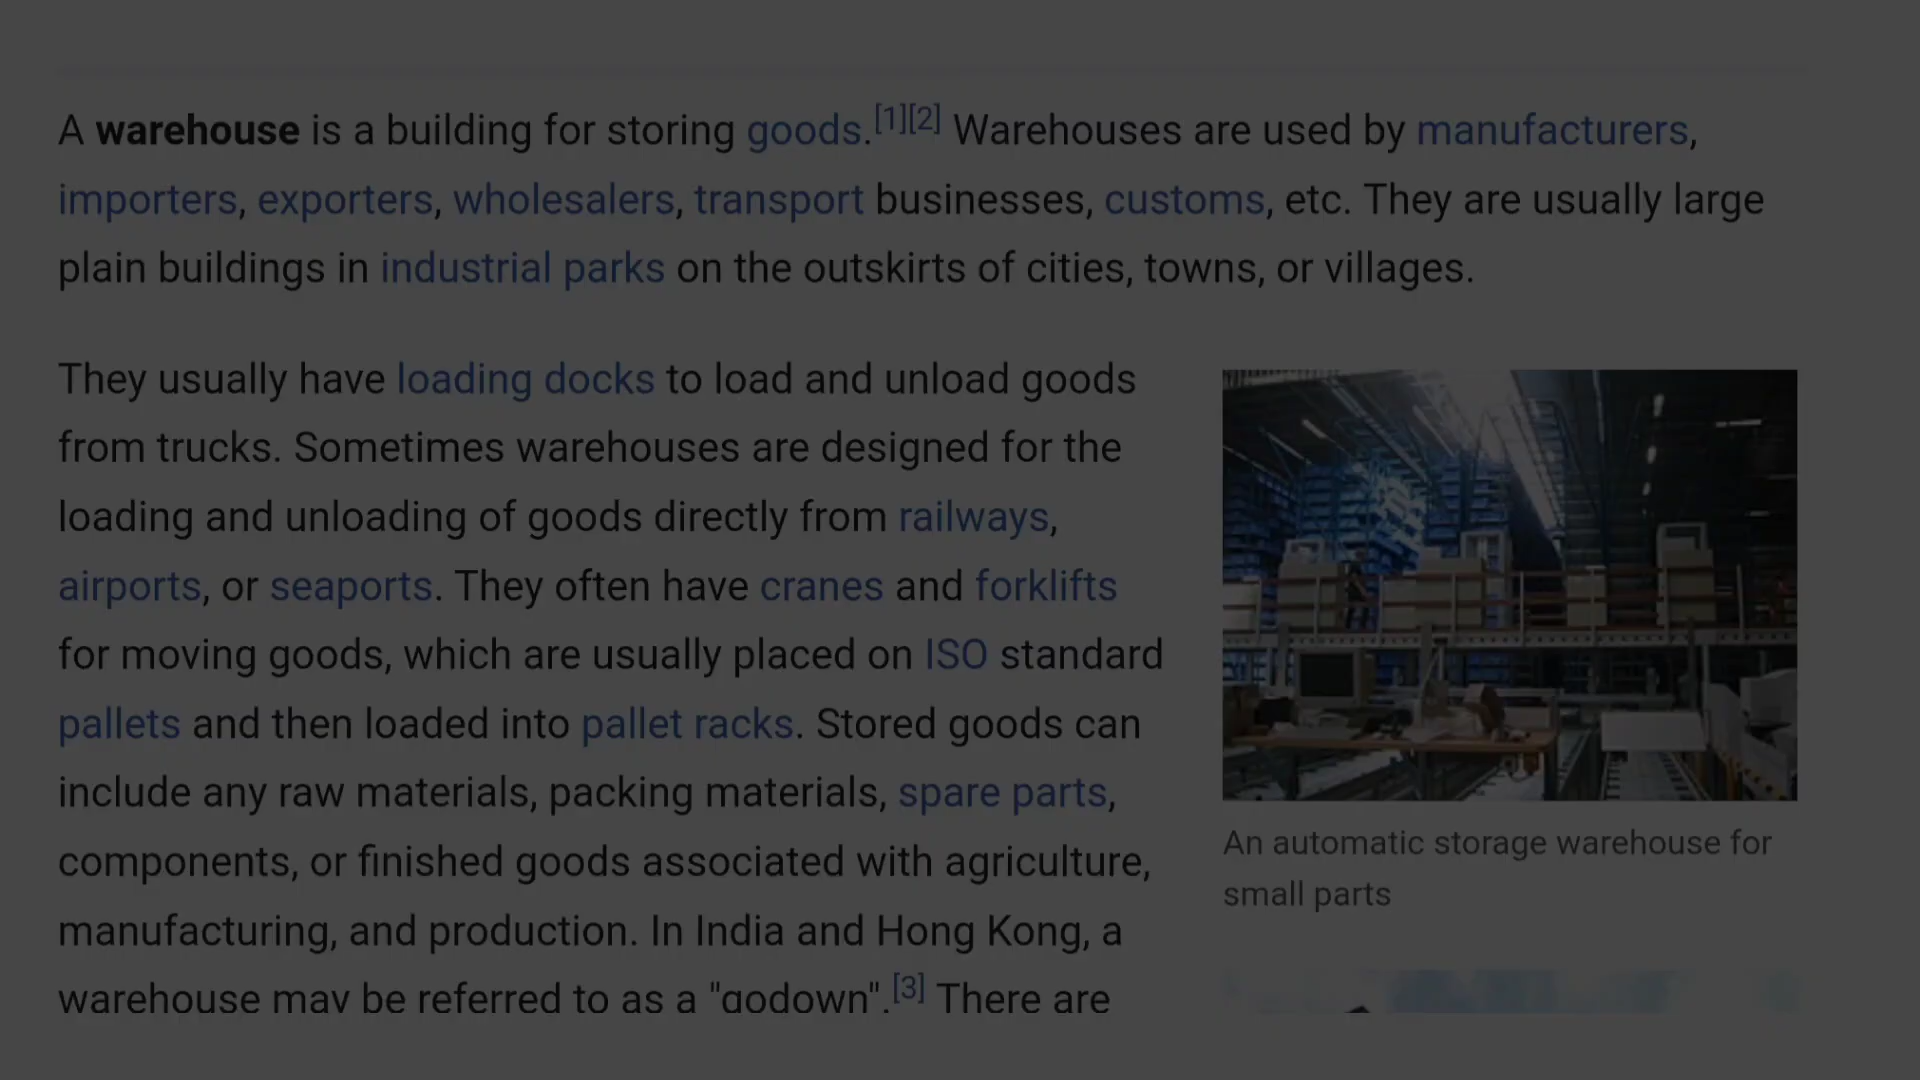 A warehouse is a building for storing goods.[1][2] Warehouses are used by manufacturers,
importers, exporters, wholesalers, transport businesses, customs, etc. They are usually large
plain buildings in industrial parks on the outskirts of cities, towns, or villages.
They usually have loading docks to load and unload goods
from trucks. Sometimes warehouses are designed for the
loading and unloading of goods directly from railways,
airports, or seaports. They often have cranes and forklifts
for moving goods, which are usually placed on ISO standard
pallets and then loaded into pallet racks. Stored goods can
include any raw materials, packing materials, spare parts,
components, or finished goods associated with agriculture,
manufacturing, and production. In India and Hong Kong, a
warehouse may be referred to as a "godown".[3] There are
An automatic storage warehouse for
small parts